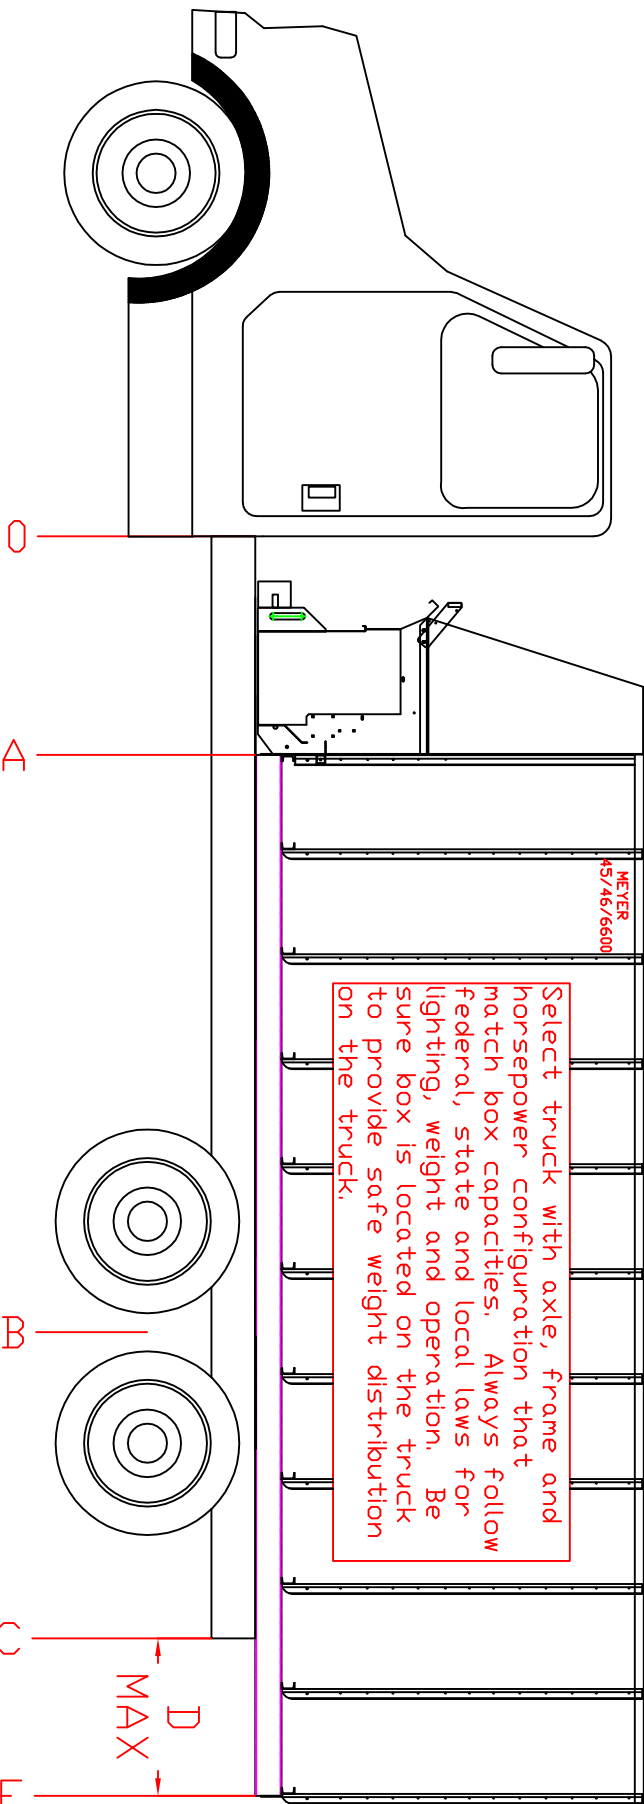 O
A
MEYER
45/46/6600
Select truck with axle, frame and
horsepower configuration that
match box capacities. Always follow
federal, state and local laws for
lighting, weight and operation. Be
sure box is located on the truck
to provide safe weight distribution
on the truck.
B
C
D
MAX